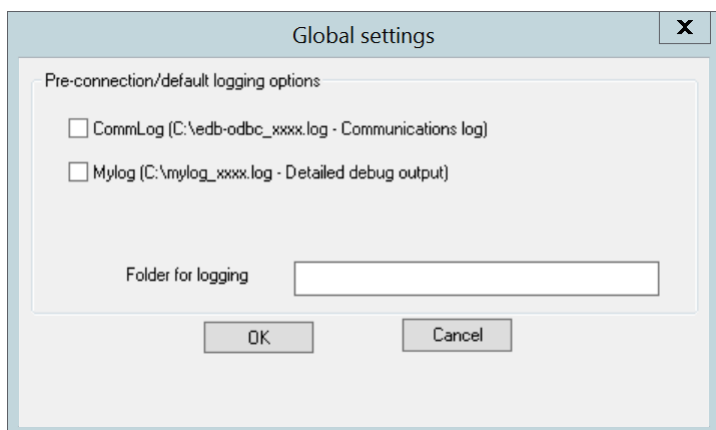 Global settings
X
Pre-connection/default logging options
CommLog (C:\edb-odbc_xxxx.log - Communications log)
Mylog (C:\mylog_xxxx.log - Detailed debug output)
Folder for logging
OK
Cancel